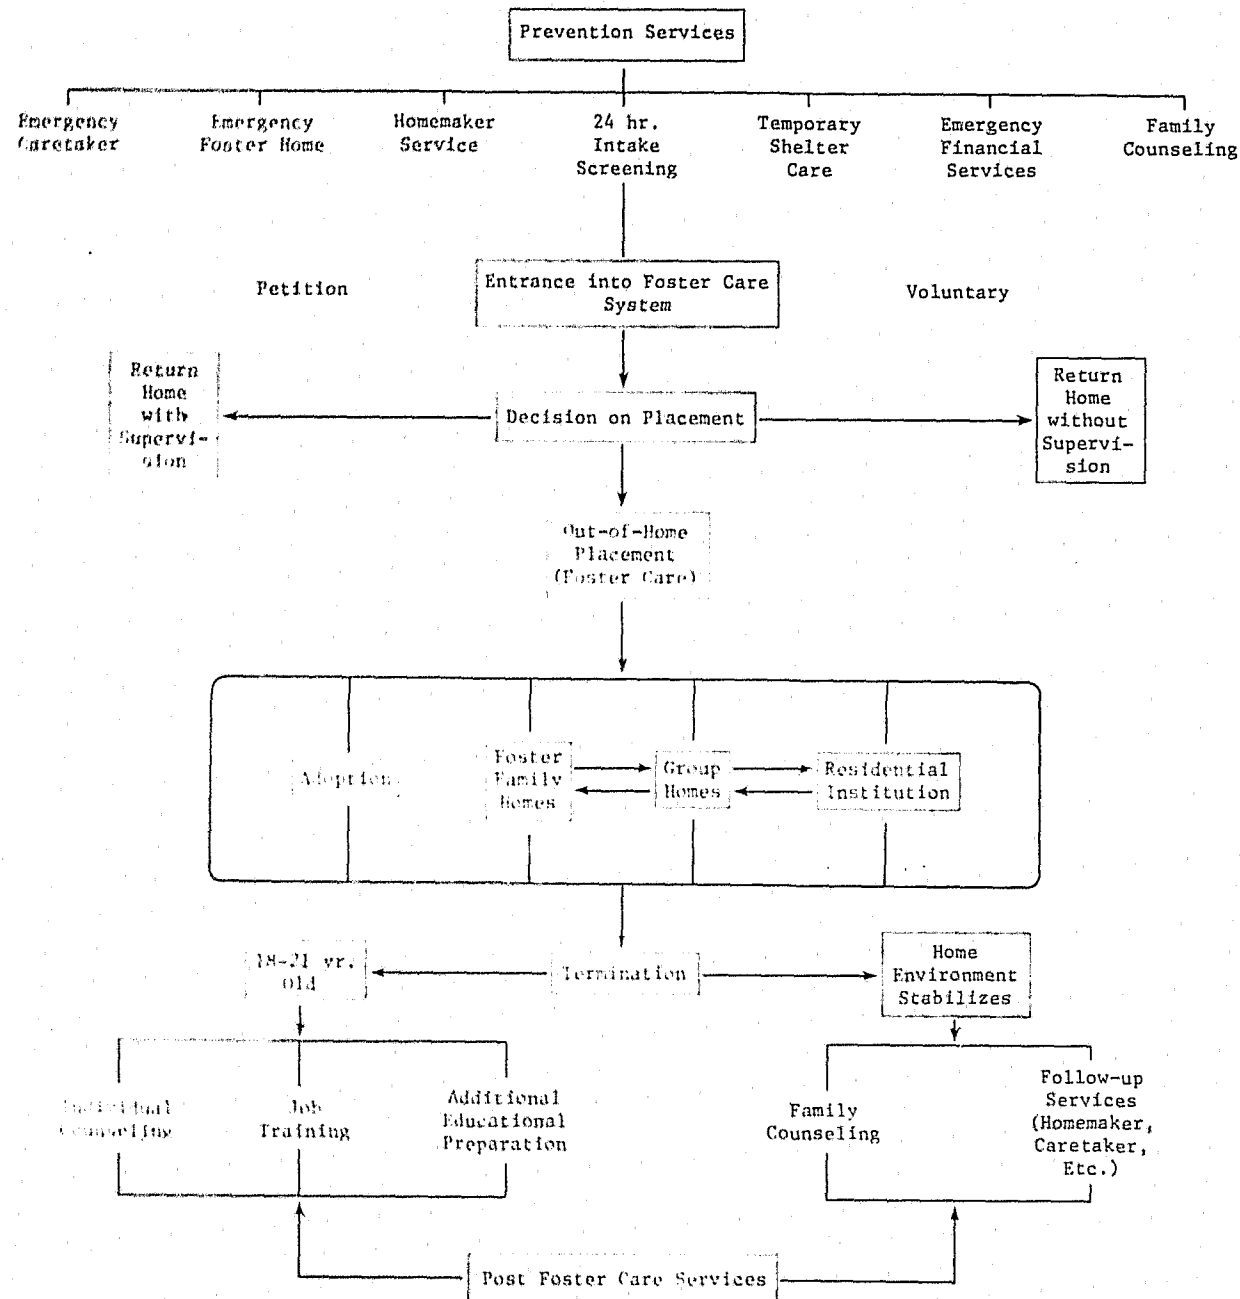 Prevention Services
Emergency
Caretaker
Emergency
Foster Home
Homemaker
Service
24 hr.
Intake
Screening
Temporary
Shelter
Care
Emergency
Financial
Services
Family
Counseling
Petition
Entrance into Foster Care
System
Voluntary
Return
Home
with
Supervi-
sion
Decision on Placement
Return
Home
without
Supervi-
sion
Out-of-Home
Placement
(Foster Care)
Adoption
Foster
Family
Homes
Group
Homes
Residential
Institution
18-21 yr.
Old
Termination
Home
Environment
Stabilizes
Individual
Counseling
Job
Training
Additional
Educational
Preparation
Family
Counseling
Follow-up
Services
(Homemaker,
Caretaker,
Etc.)
Post Foster Care Services